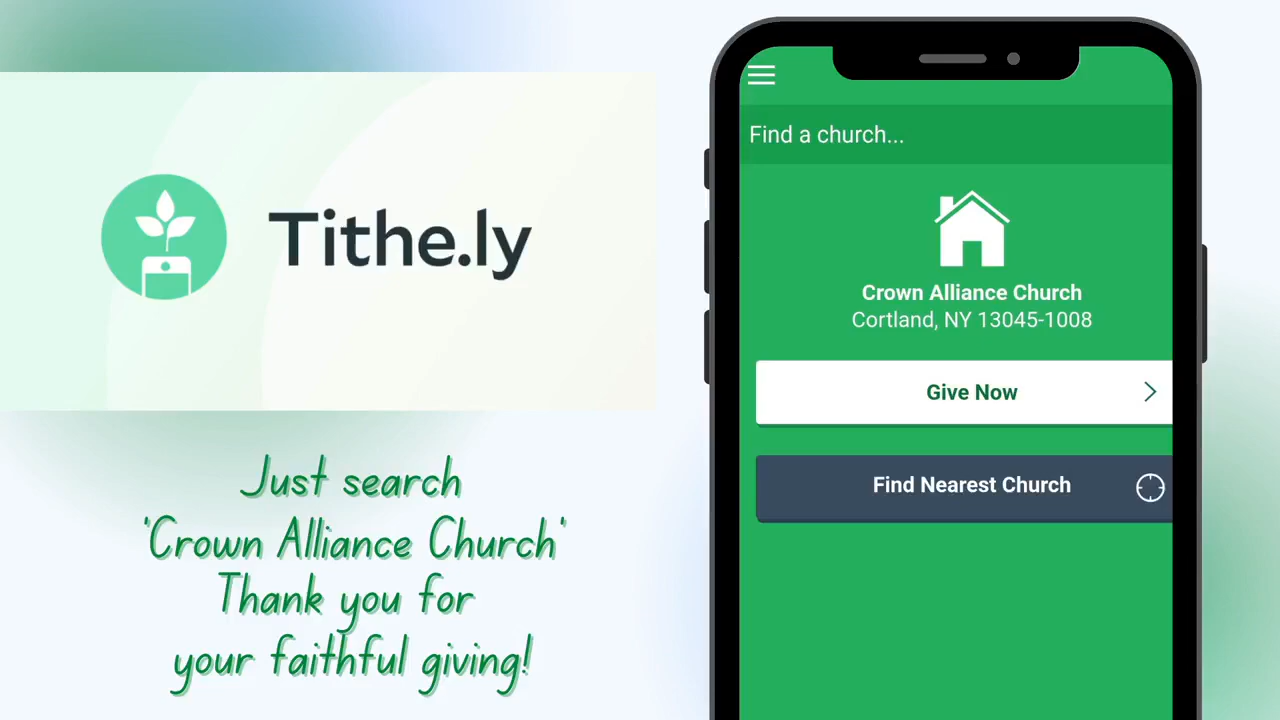 Tithe.ly
Just search
'Crown Alliance Church'
Thank you for
your faithful giving!
Find a church...
Crown Alliance Church
Cortland, NY 13045-1008
Give Now
Find Nearest Church